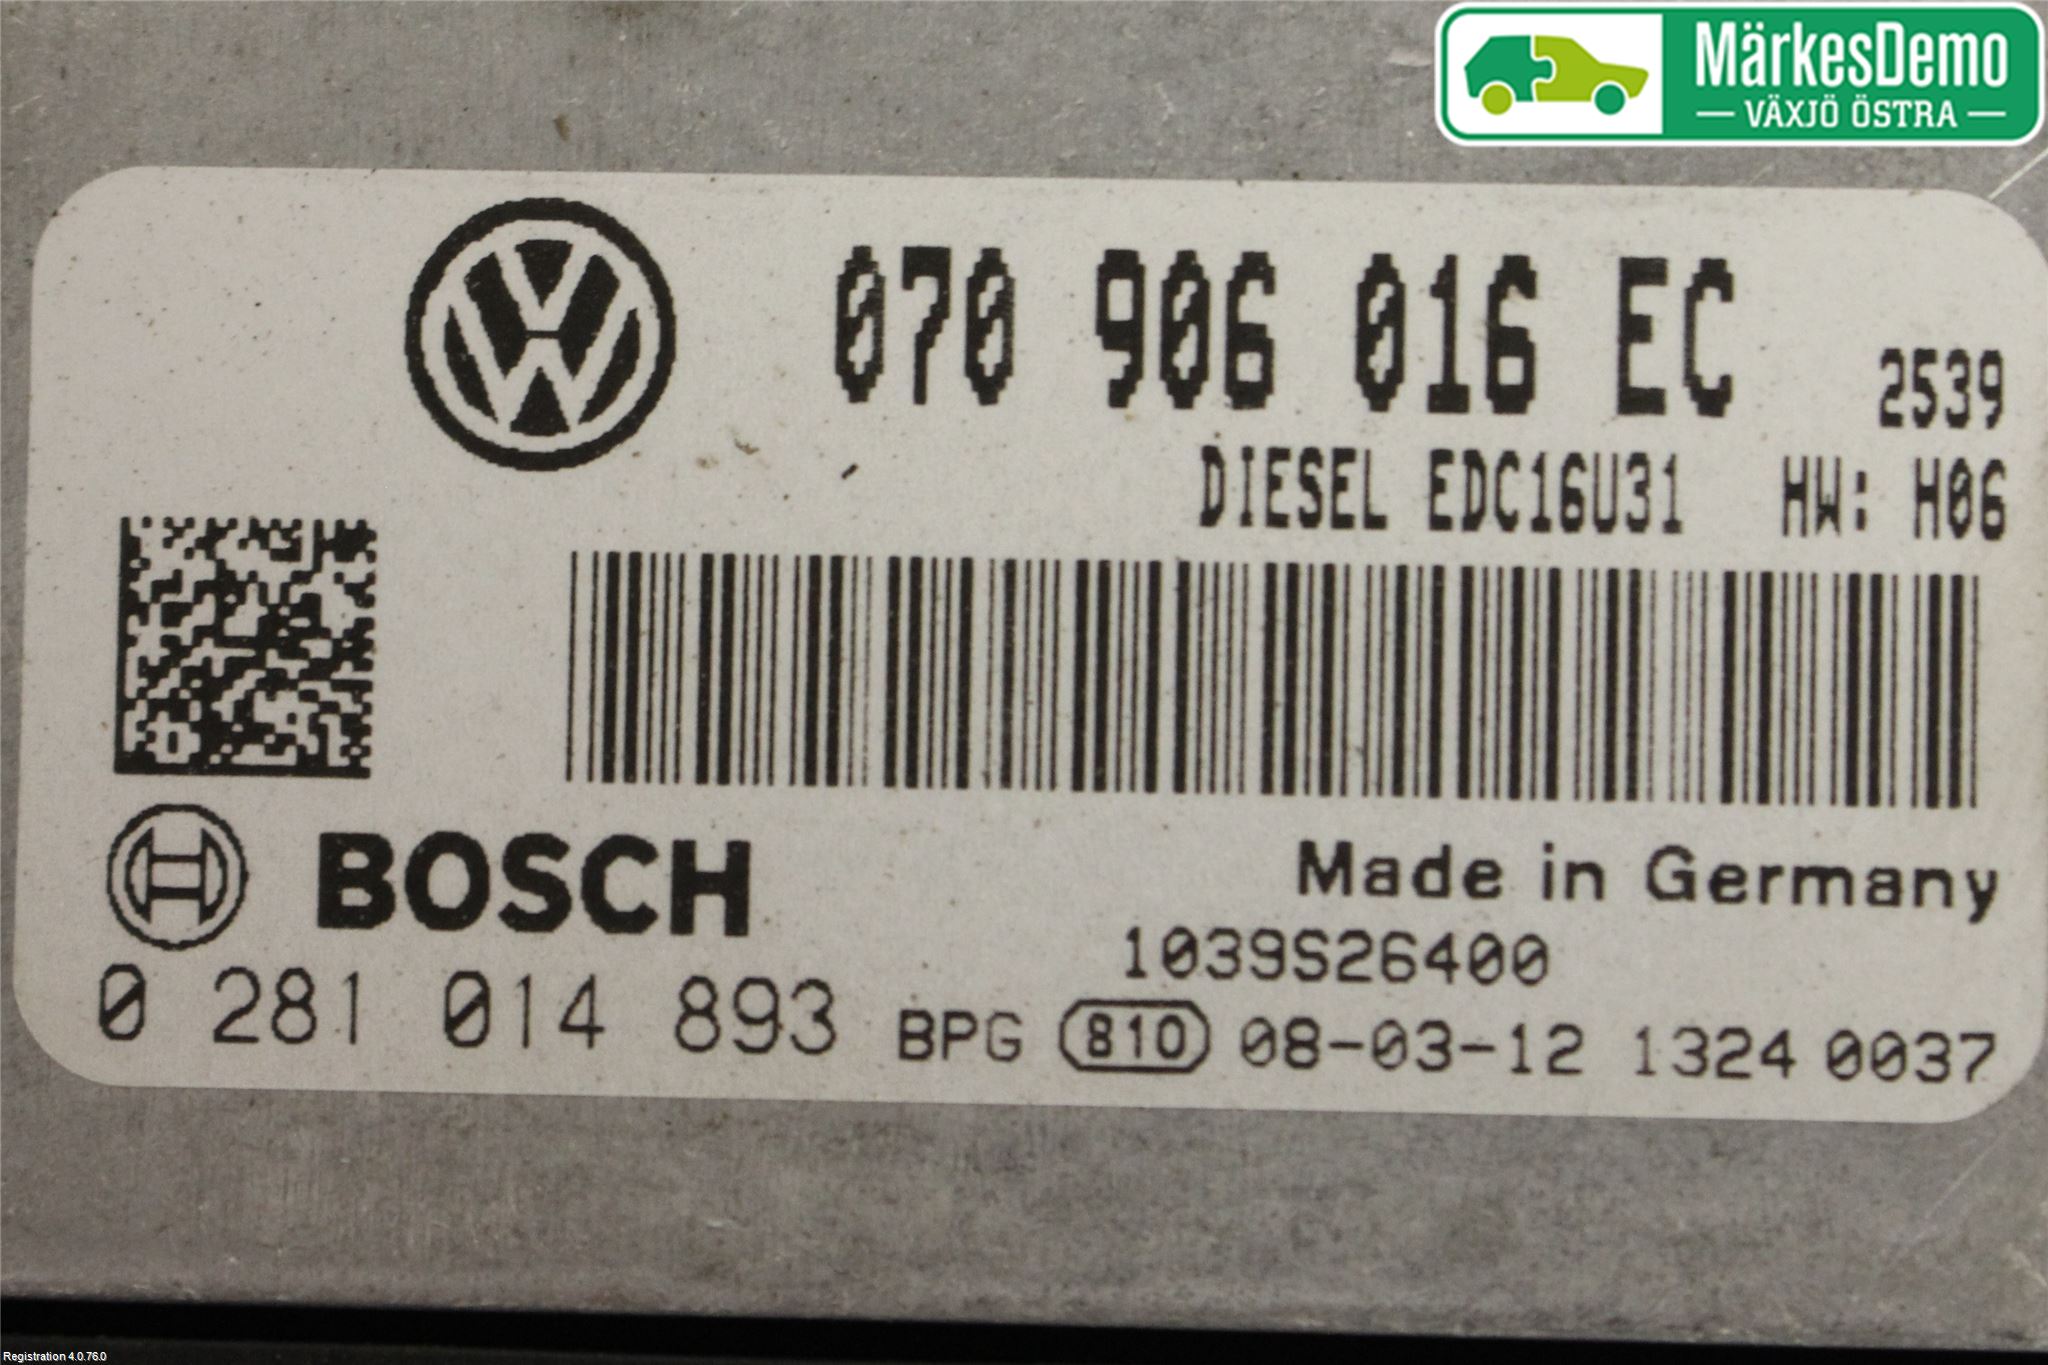 MärkesDemo
VÄXJÖ ÖSTRA
070 906 016 EC
2539
DIESEL EDC16U31 HW: H06
BOSCH
Made in Germany
1039S26400
0 281 014 893 BPG 810 08-03-12 1324 0037
Registration 4.0.76.0